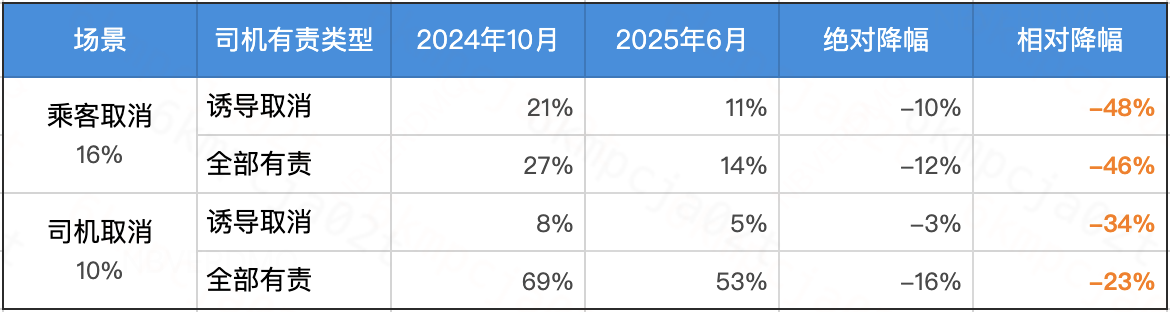 场景 司机有责类型 2024年10月 2025年6月 绝对降幅 相对降幅
乘客取消
16%
诱导取消 21% 11% −10% −48%
全部有责 27% 14% −12% −46%
司机取消
10%
诱导取消 8% 5% −3% −34%
全部有责 69% 53% −16% −23%